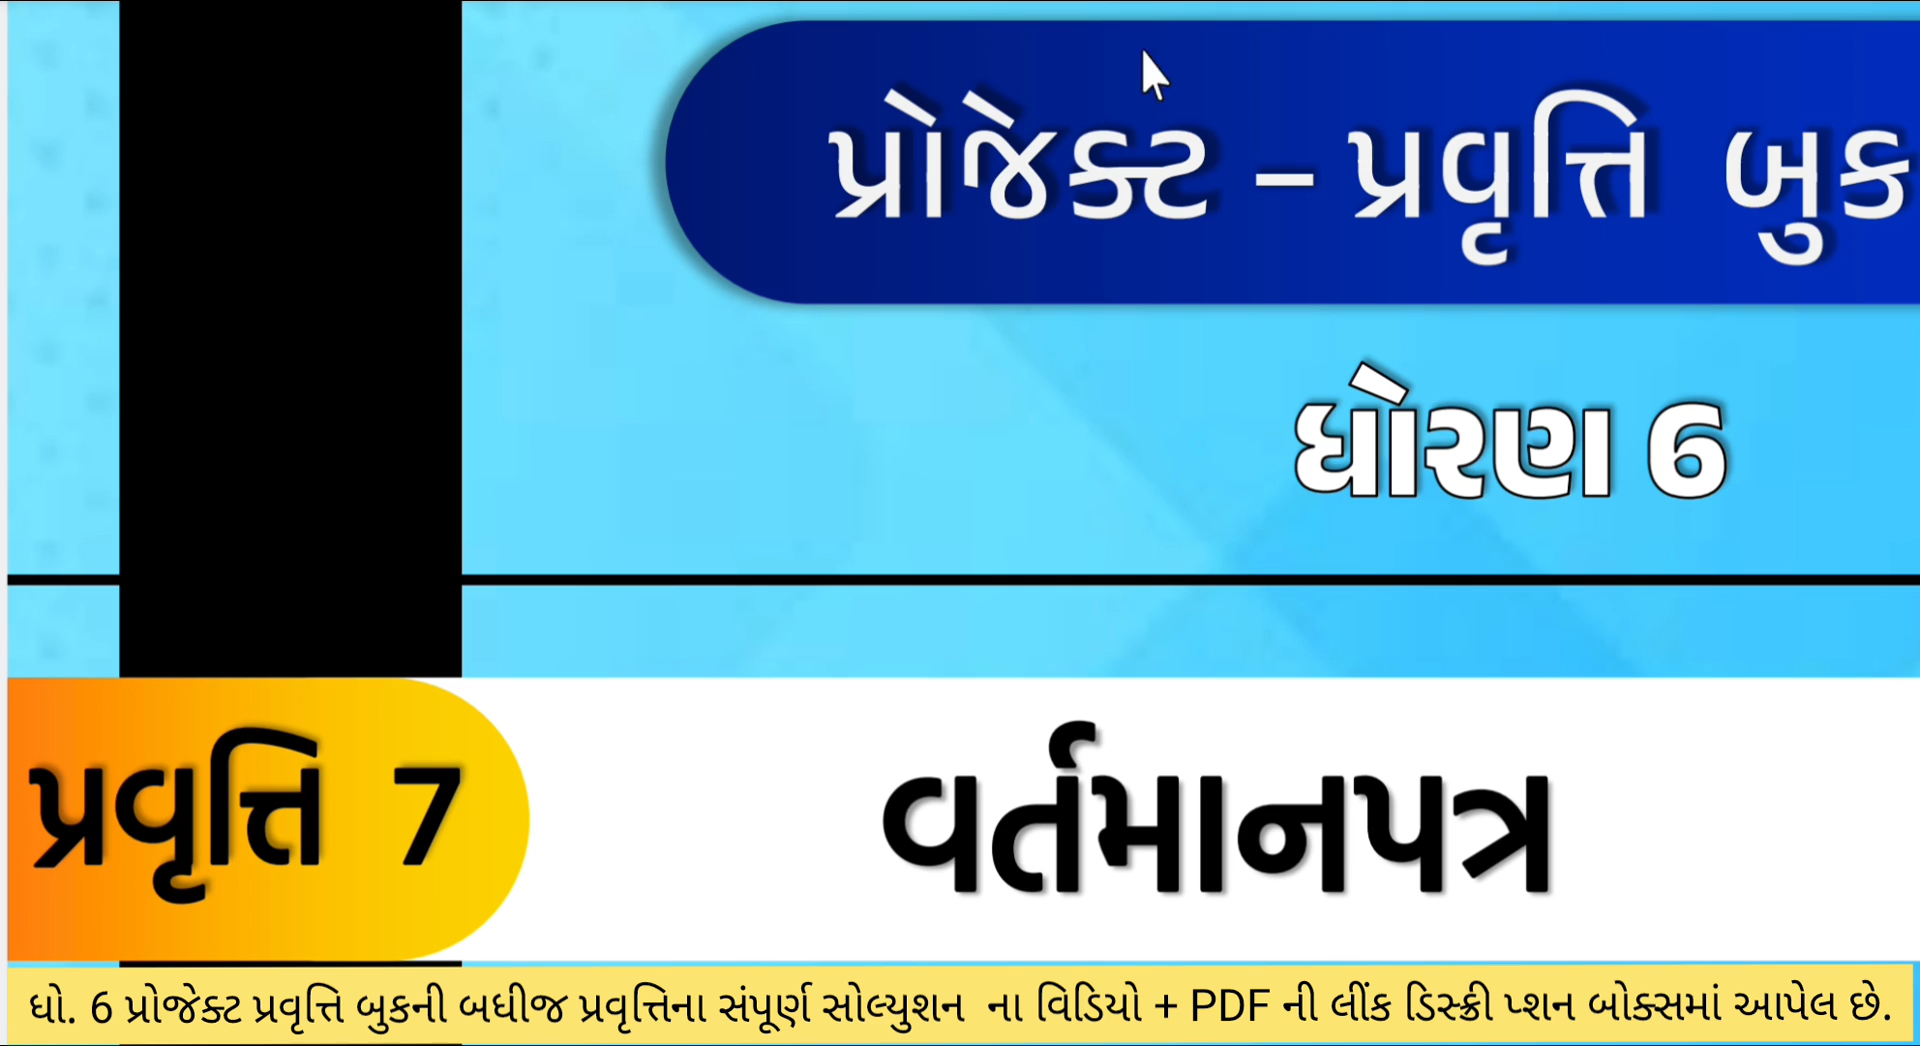 પ્રોજેક્ટ – પ્રવૃત્તિ બુક
ધોરણ 6
પ્રવૃત્તિ 7
વર્તમાનપત્ર
ધો. 6 પ્રોજેક્ટ પ્રવૃત્તિ બુકની બધીજ પ્રવૃત્તિના સંપૂર્ણ સોલ્યુશન ના વિડિયો + PDF ની લીંક ડિસ્ક્રી પ્શન બોક્સમાં આપેલ છે.